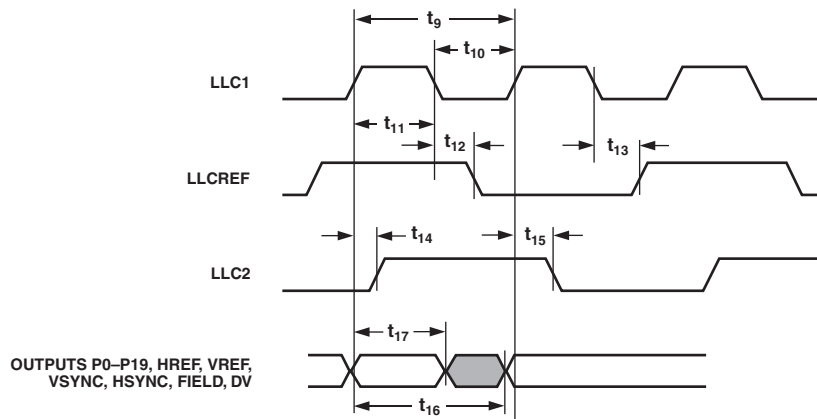 t9
t10
LLC1
t11
t12
t13
LLCREF
t14
t15
LLC2
t17
OUTPUTS P0–P19, HREF, VREF,
VSYNC, HSYNC, FIELD, DV
t16